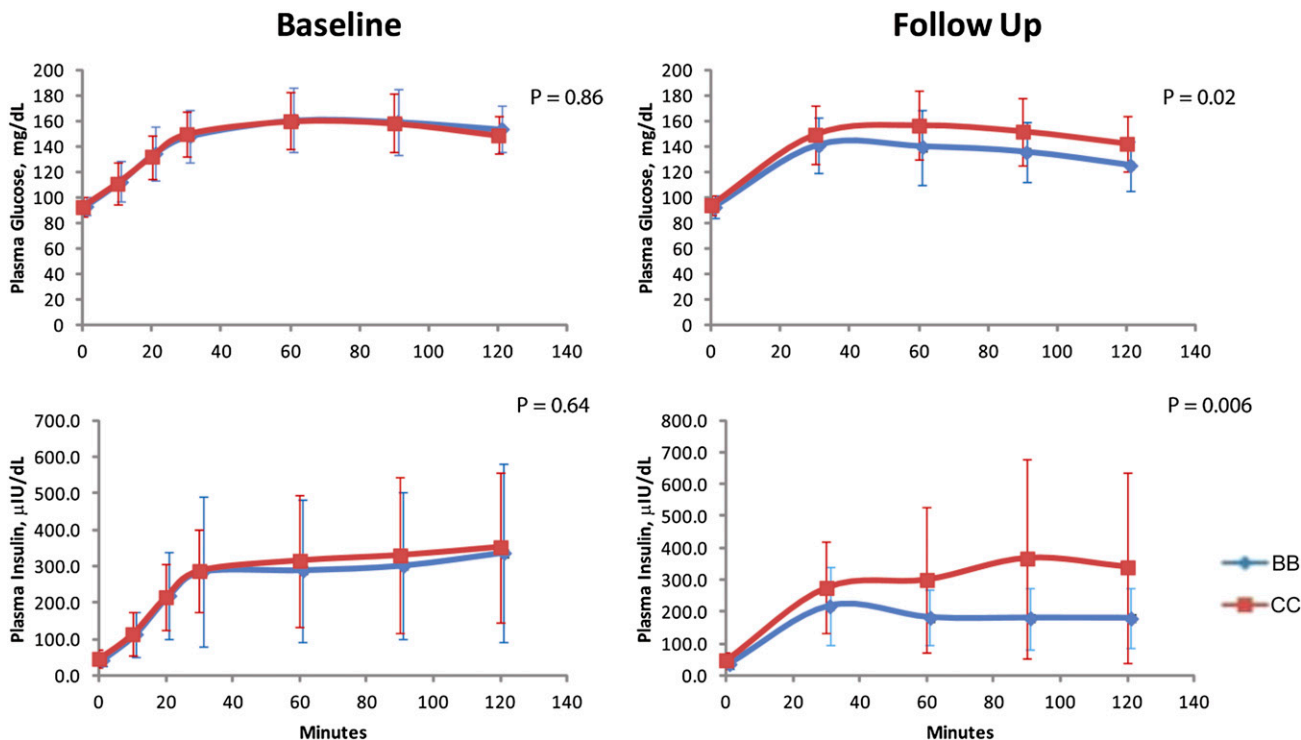 Baseline
Follow Up
Plasma Glucose, mg/dL
200
180
160
140
120
100
80
60
40
20
0
0 20 40 60 80 100 120 140
P = 0.86
Plasma Glucose, mg/dL
200
180
160
140
120
100
80
60
40
20
0
0 20 40 60 80 100 120 140
P = 0.02
Plasma Insulin, μIU/dL
700.0
600.0
500.0
400.0
300.0
200.0
100.0
0.0
0 20 40 60 80 100 120 140
Minutes
P = 0.64
Plasma Insulin, μIU/dL
800.0
700.0
600.0
500.0
400.0
300.0
200.0
100.0
0.0
0 20 40 60 80 100 120 140
Minutes
P = 0.006
BB
CC